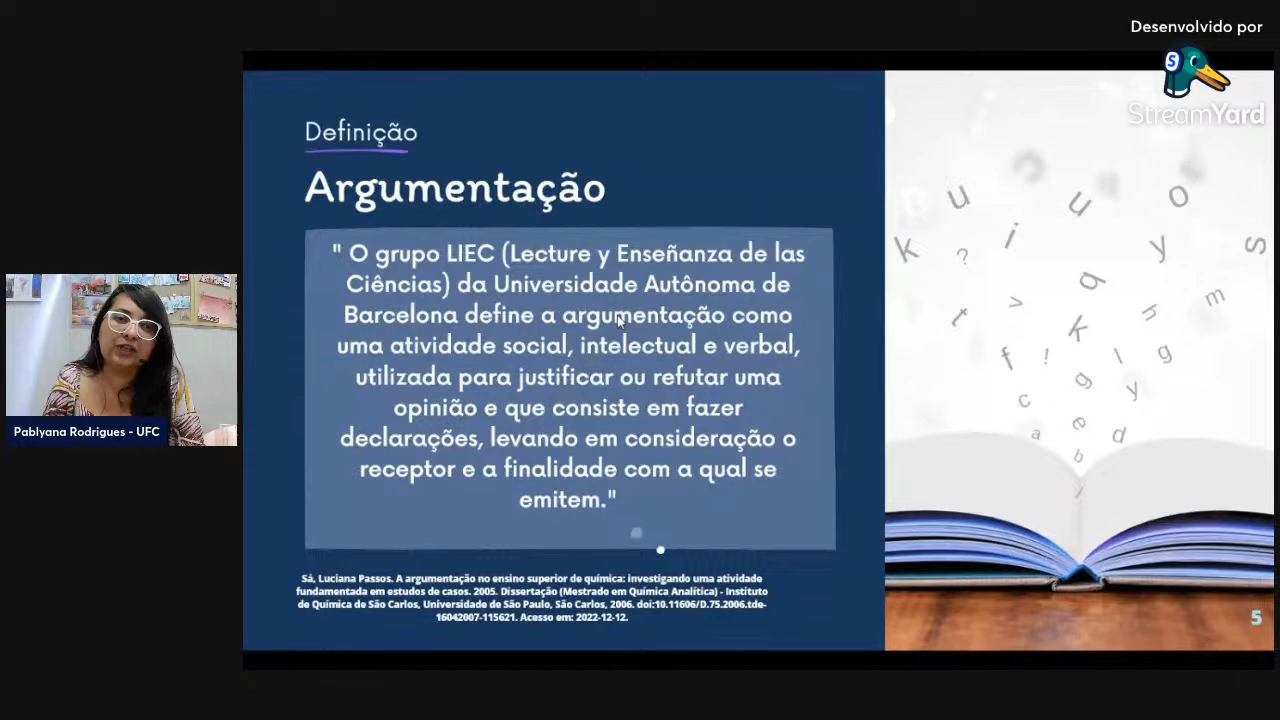 Desenvolvido por
StreamYard
Definição
Argumentação
" O grupo LIEC (Lecture y Enseñanza de las
Ciências) da Universidade Autônoma de
Barcelona define a argumentação como
uma atividade social, intelectual e verbal,
utilizada para justificar ou refutar uma
opinião e que consiste em fazer
declarações, levando em consideração o
receptor e a finalidade com a qual se
emitem."
Sá, Luciana Passos. A argumentação no ensino superior de química: investigando uma atividade
fundamentada em estudos de casos. 2005. Dissertação (Mestrado em Química Analítica) - Instituto
de Química de São Carlos, Universidade de São Paulo, São Carlos, 2006. doi:10.11606/D.75.2006.tde-
16042007-115621. Acesso em: 2022-12-12.
5
Pablyana Rodrigues - UFC